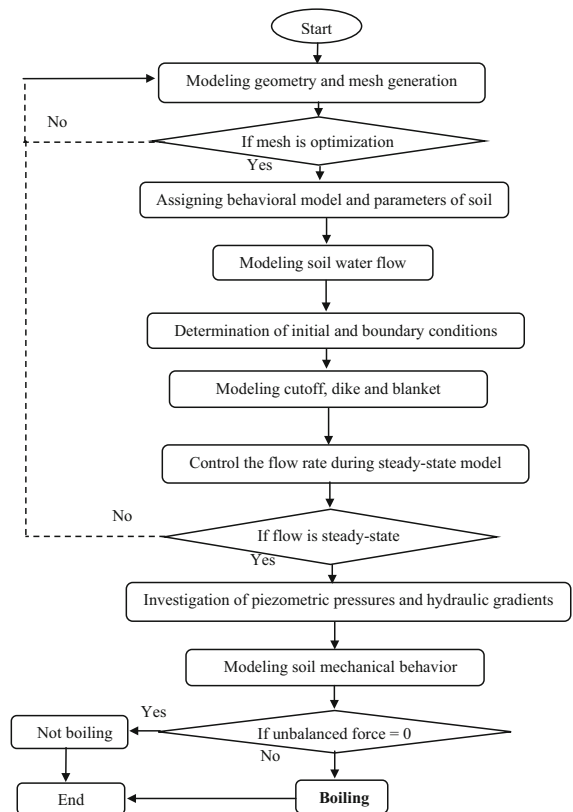 Start
Modeling geometry and mesh generation
No
If mesh is optimization
Yes
Assigning behavioral model and parameters of soil
Modeling soil water flow
Determination of initial and boundary conditions
Modeling cutoff, dike and blanket
Control the flow rate during steady-state model
No
If flow is steady-state
Yes
Investigation of piezometric pressures and hydraulic gradients
Modeling soil mechanical behavior
Yes
If unbalanced force = 0
Not boiling
No
Boiling
End